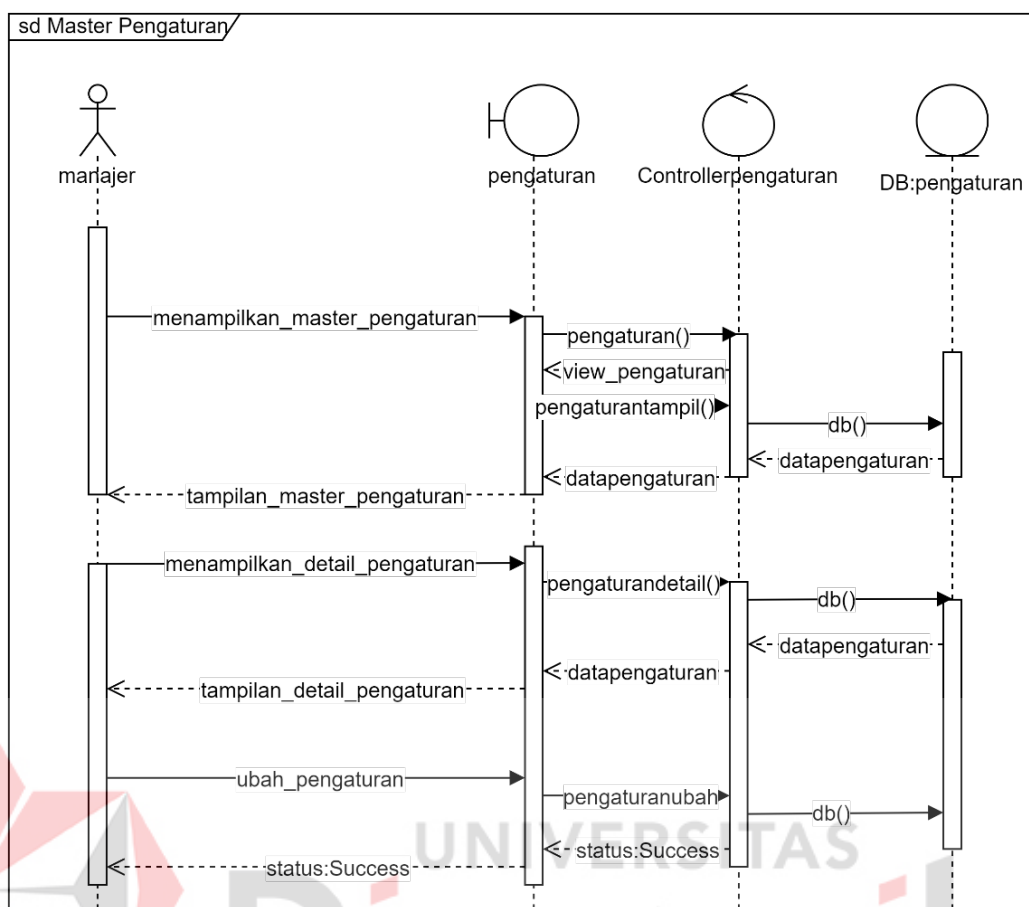 sd Master Pengaturan
manajer
pengaturan
Controllerpengaturan
DB:pengaturan
menampilkan_master_pengaturan
pengaturan()
view_pengaturan
pengaturantampil()
db()
datapengaturan
datapengaturan
tampilan_master_pengaturan
menampilkan_detail_pengaturan
pengaturandetail()
db()
datapengaturan
datapengaturan
tampilan_detail_pengaturan
ubah_pengaturan
pengaturanubah
db()
UNIVERSITAS
status:Success
status:Success